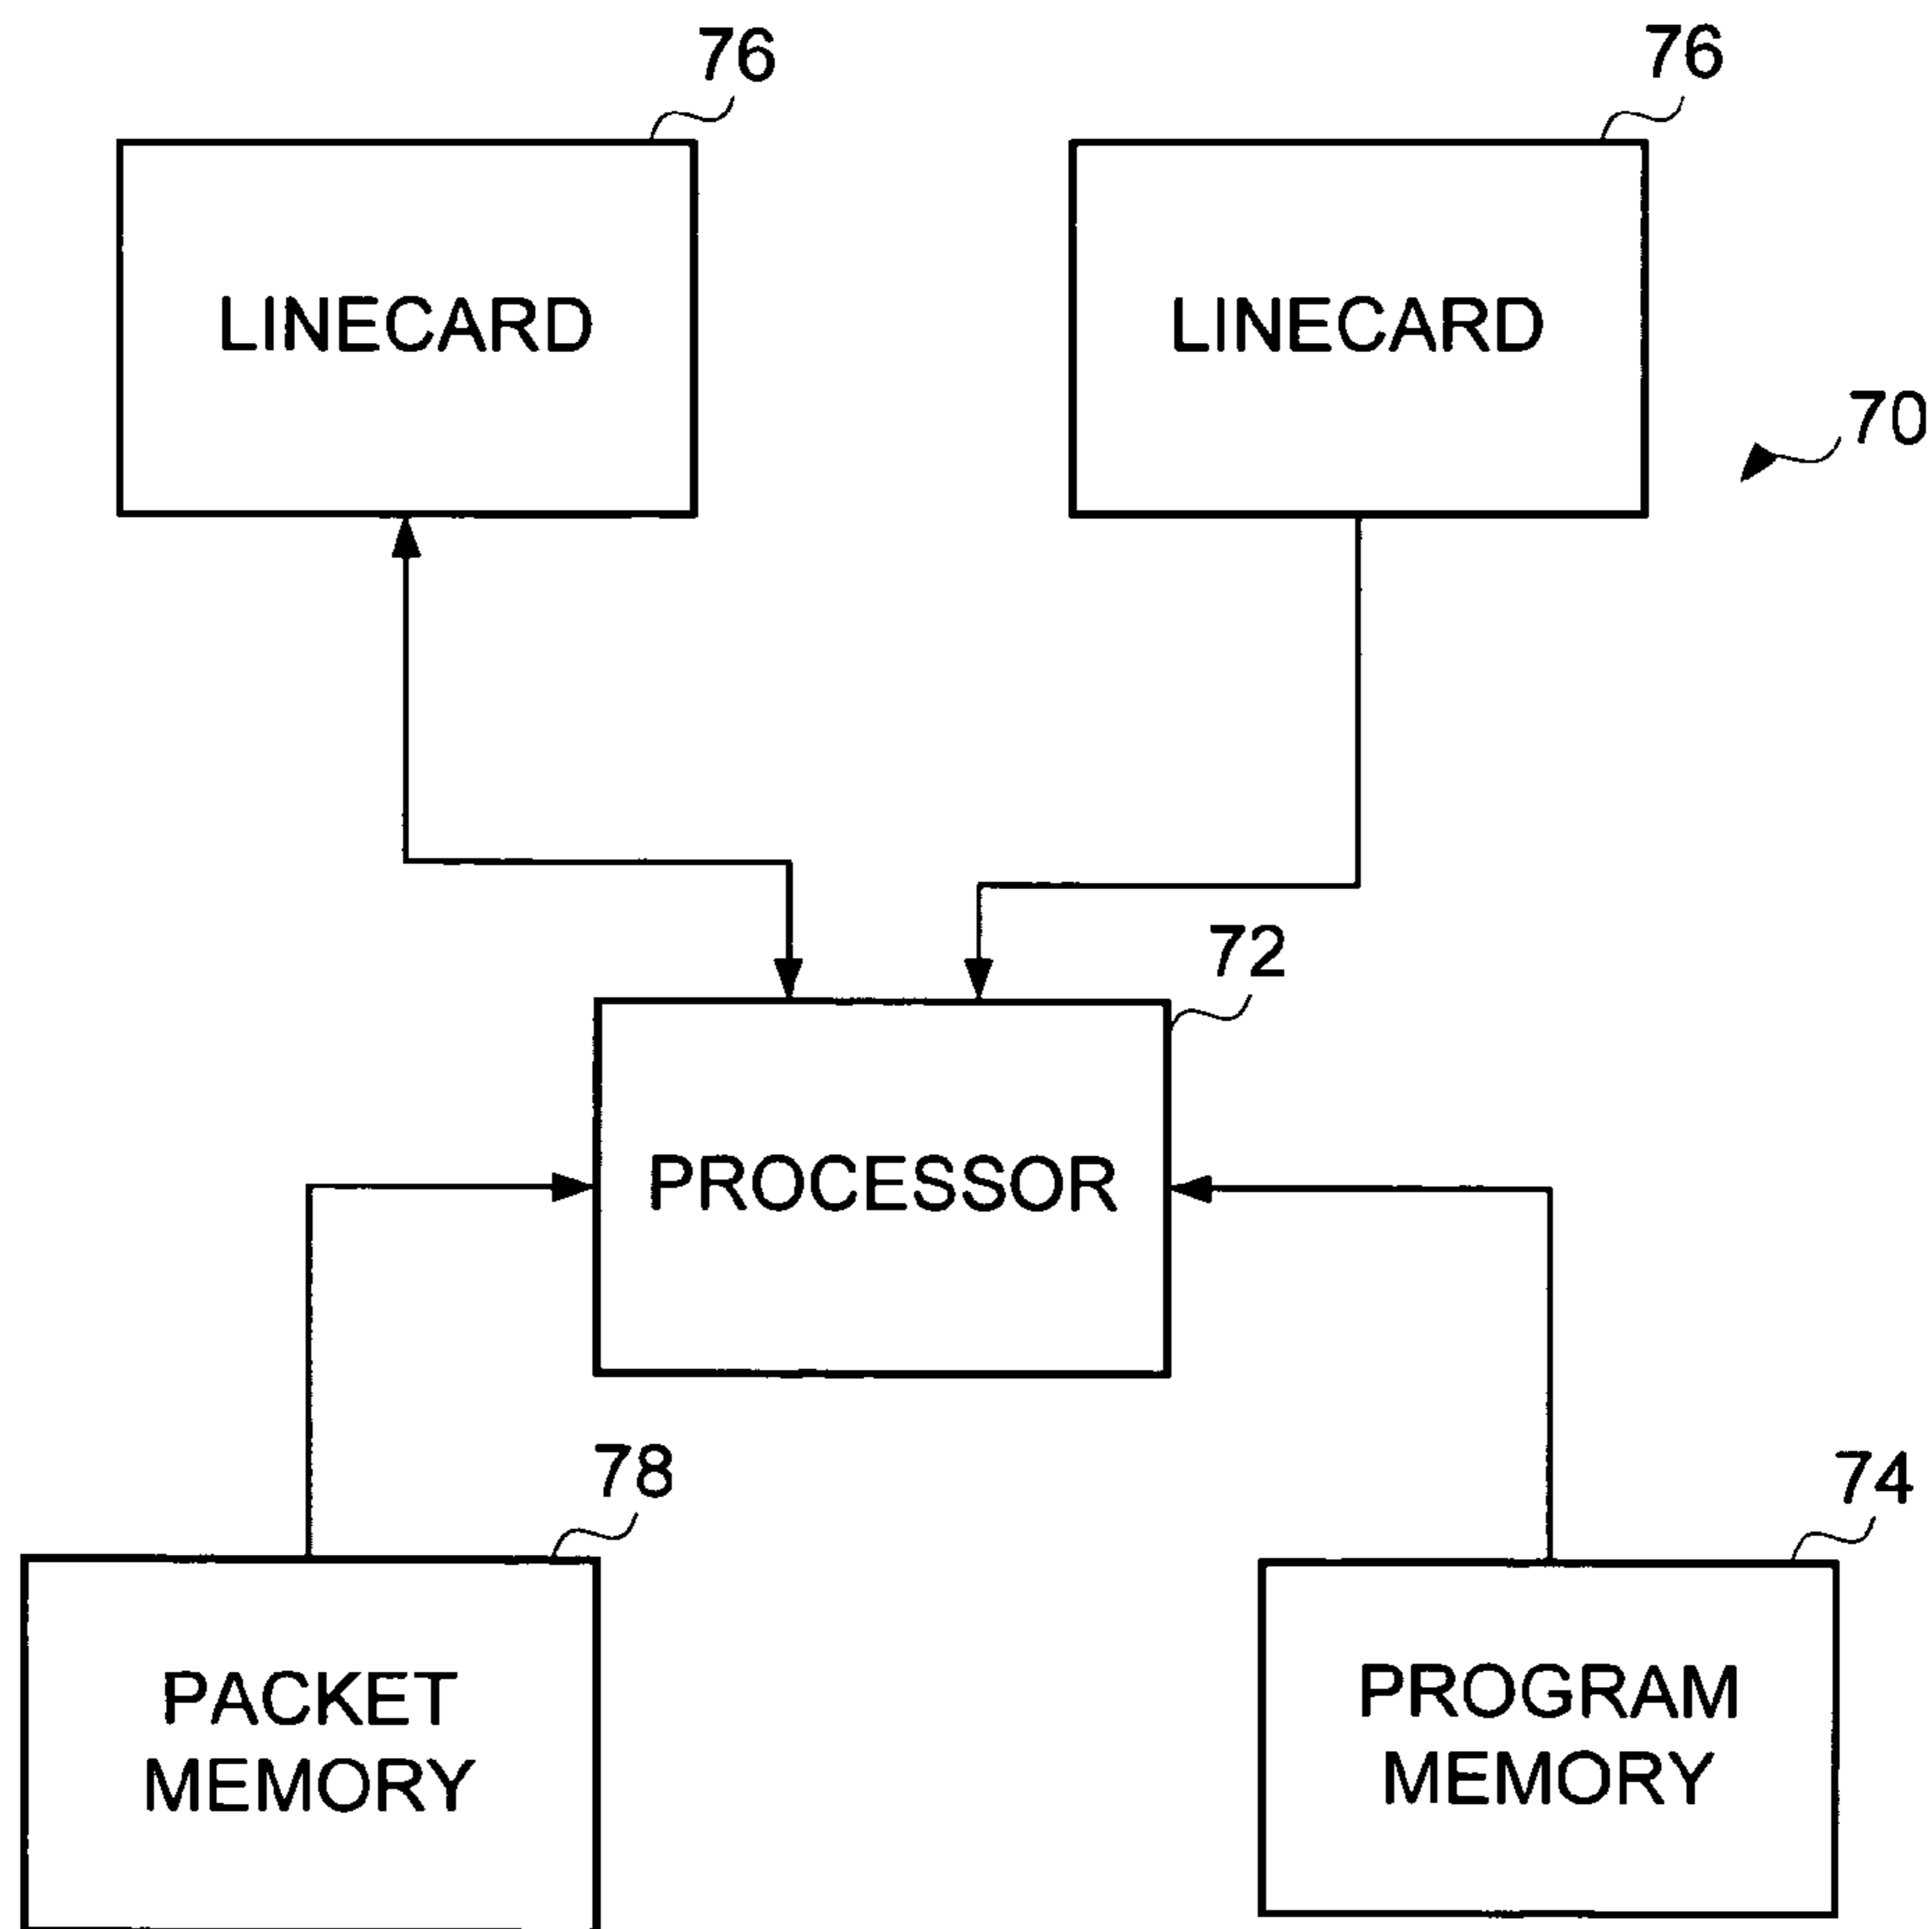 76
76
LINECARD
LINECARD
70
72
PROCESSOR
78
74
PACKET
MEMORY
PROGRAM
MEMORY